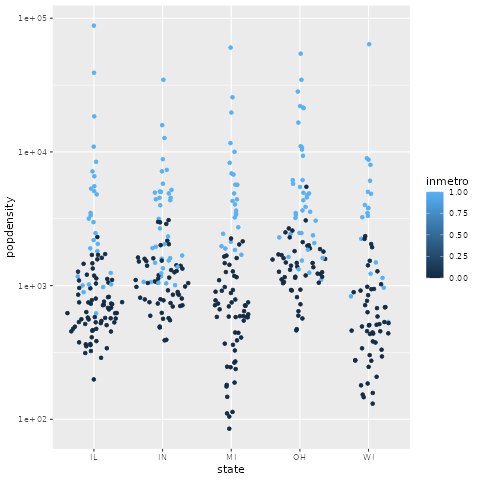 1e+05
1e+04
1e+03
1e+02
popdensity
IL
IN
MI
OH
WI
state
inmetro
1.00
0.75
0.50
0.25
0.00